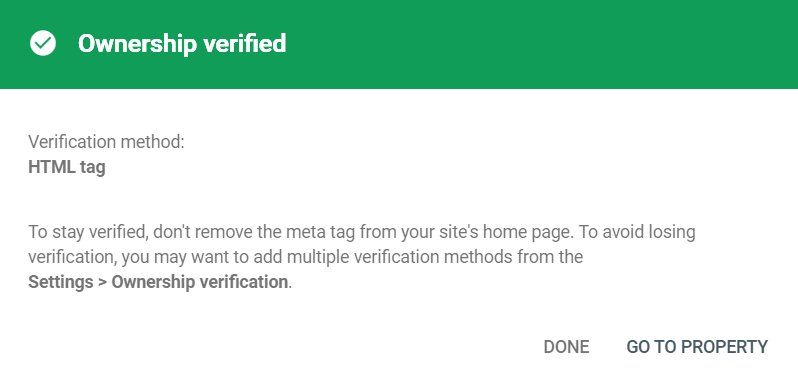 Ownership verified
Verification method:
HTML tag
To stay verified, don't remove the meta tag from your site's home page. To avoid losing
verification, you may want to add multiple verification methods from the
Settings > Ownership verification.
DONE GO TO PROPERTY